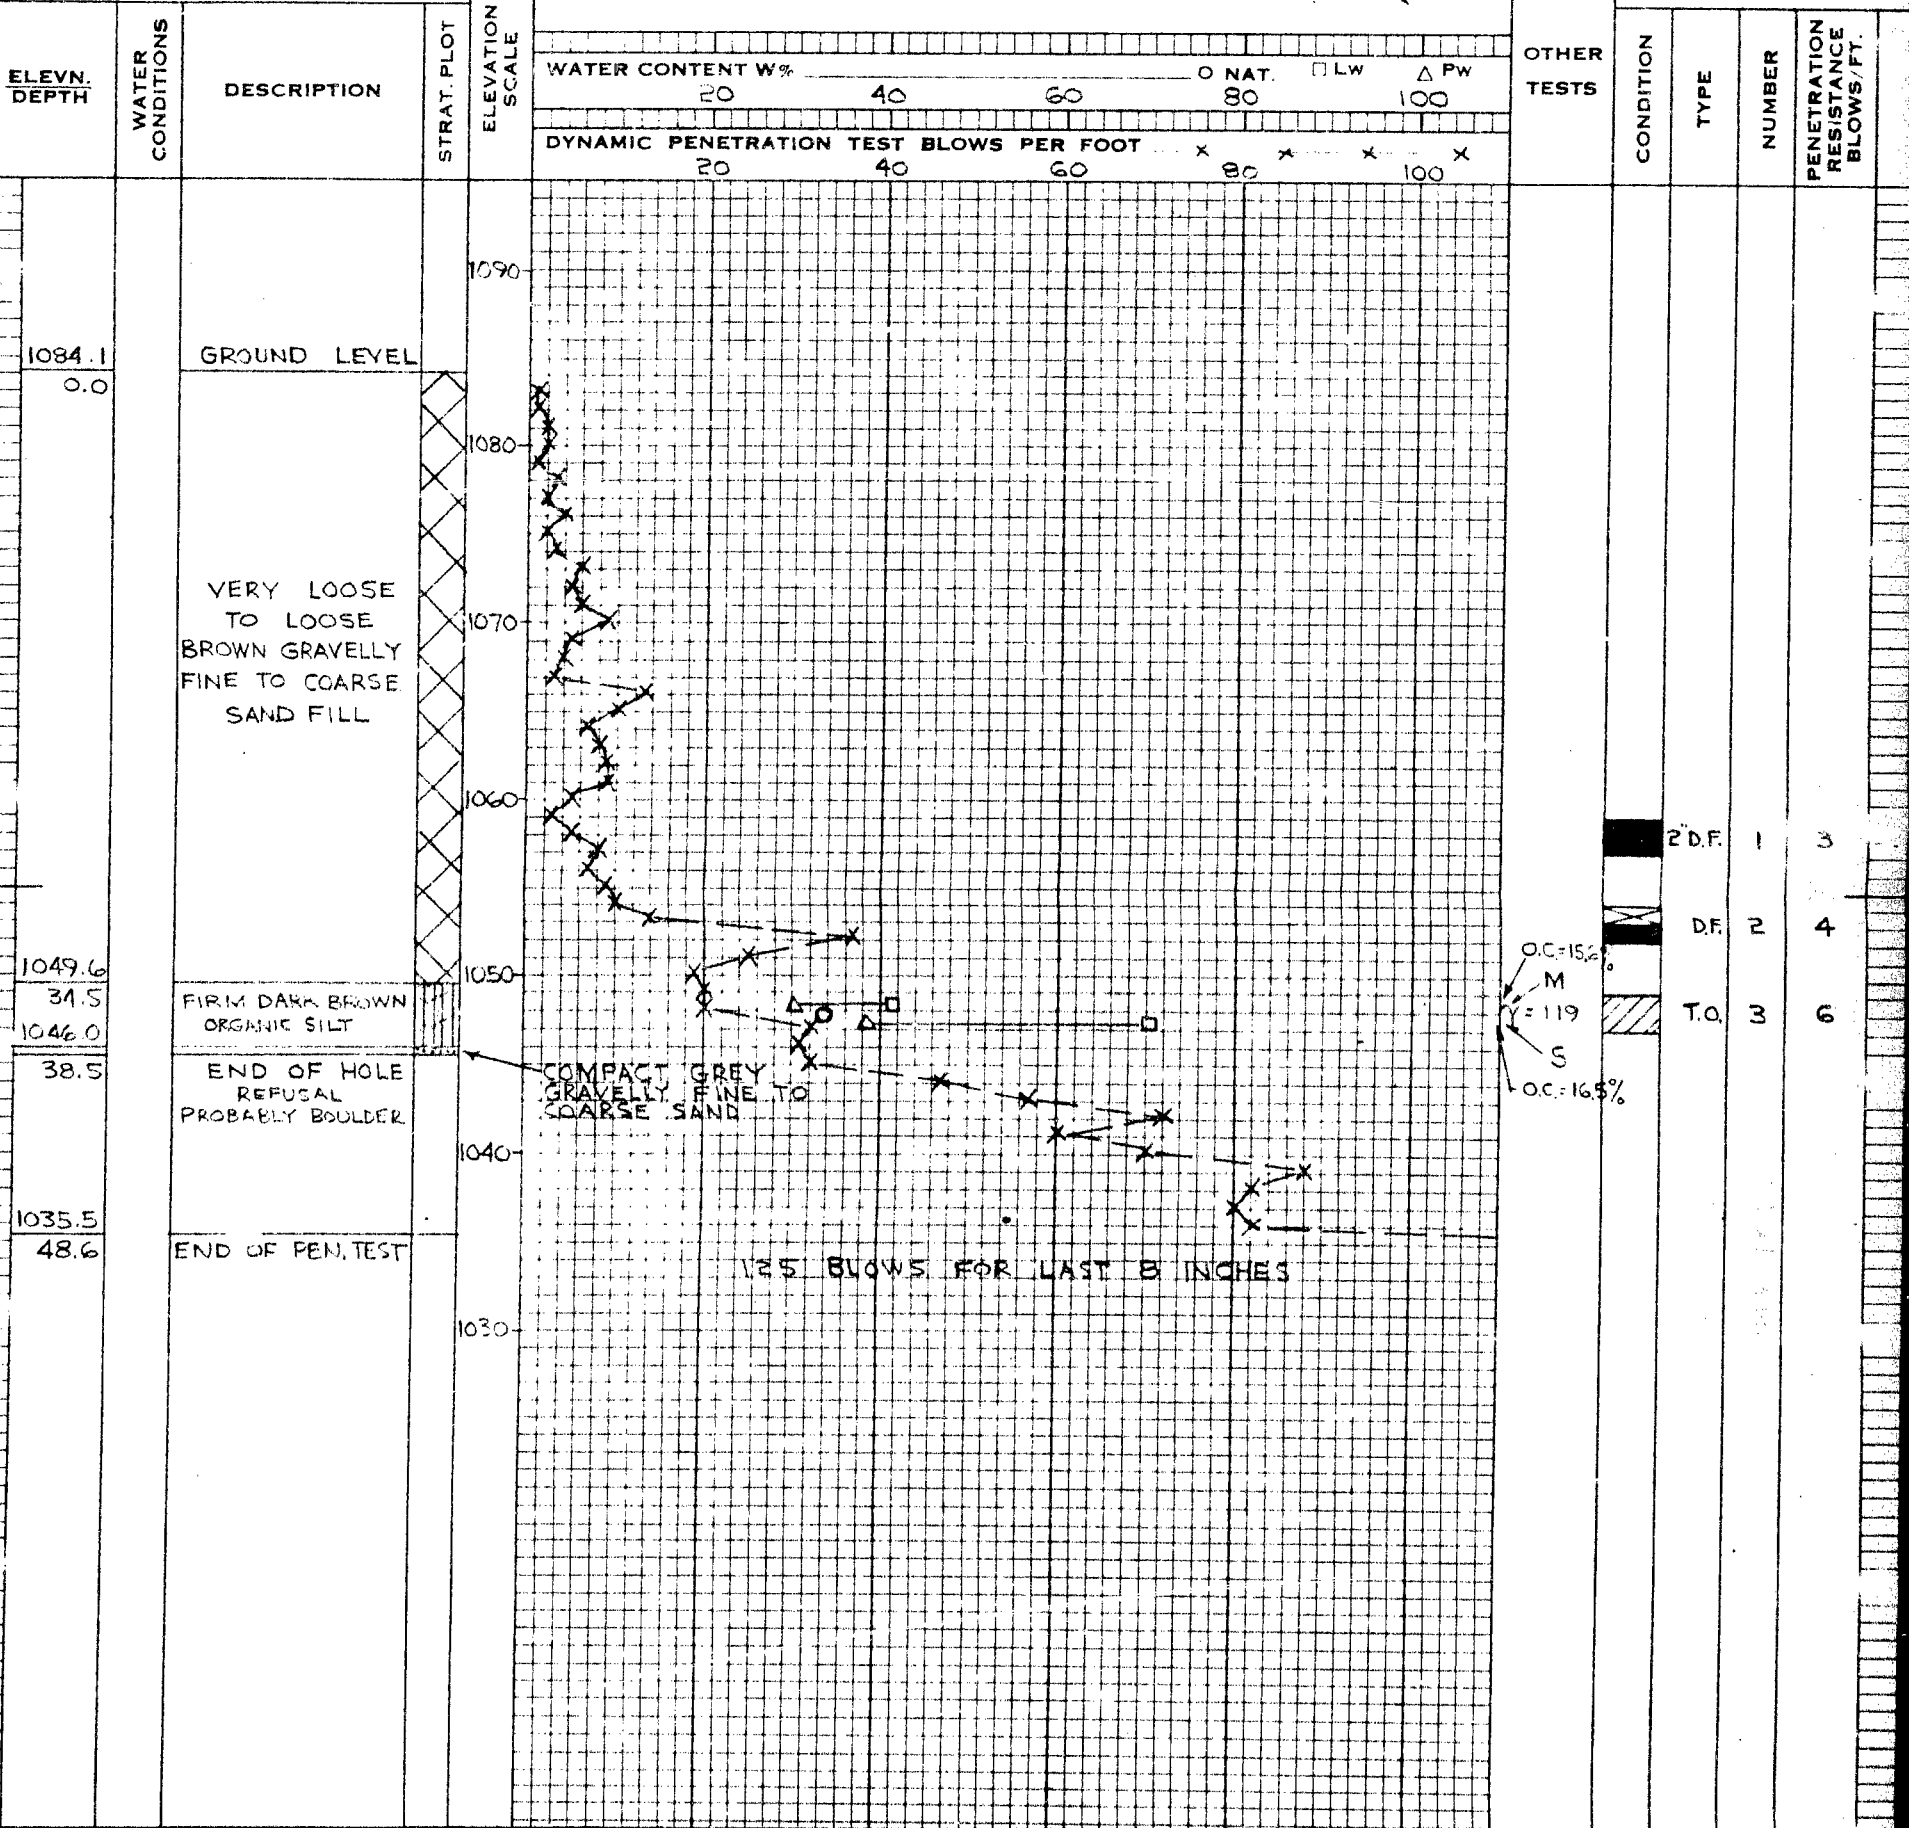 ELEVN.
DEPTH
WATER
CONDITIONS
DESCRIPTION
STRAT. PLOT
ELEVATION
SCALE
WATER CONTENT W% O NAT. □ LW △ PW
20 40 60 80 100
DYNAMIC PENETRATION TEST BLOWS PER FOOT × × × ×
20 40 60 80 100
OTHER
TESTS
CONDITION
TYPE
NUMBER
PENETRATION
RESISTANCE
BLOWS/FT.
1090
1084.1
0.0
GROUND LEVEL
1080
VERY LOOSE
TO LOOSE
BROWN GRAVELLY
FINE TO COARSE
SAND FILL
1070
1060
2" D.F. 1 3
D.F. 2 4
1049.6
34.5
1050
FIRM DARK BROWN
ORGANIC SILT
O.C.=15.2%
M
γ=119
S
O.C.=16.5%
T.O. 3 6
1046.0
38.5
END OF HOLE
REFUSAL
PROBABLY BOULDER
COMPACT GREY
GRAVELLY FINE TO
COARSE SAND
1040
1035.5
48.6
END OF PEN. TEST
125 BLOWS FOR LAST 8 INCHES
1030